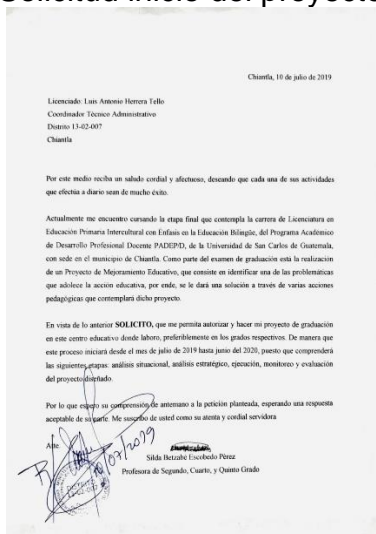 Solicitud inicio del proyecto
Chiantla, 10 de julio de 2019
Licenciado: Luis Antonio Herrera Tello
Coordinador Técnico Administrativo
Distrito 13-02-007
Chiantla
Por este medio reciba un saludo cordial y afectuoso, deseando que cada una de sus actividades
que efectúa a diario sean de mucho éxito.
Actualmente me encuentro cursando la etapa final que contempla la carrera de Licenciatura en
Educación Primaria Intercultural con Enfasis en la Educación Bilingüe, del Programa Académico
de Desarrollo Profesional Docente PADEP/D, de la Universidad de San Carlos de Guatemala,
con sede en el municipio de Chiantla. Como parte del examen de graduación está la realización
de un Proyecto de Mejoramiento Educativo, que consiste en identificar una de las problemáticas
que adolece la acción educativa, por ende, se le dará una solución a través de varias acciones
pedagógicas que contemplará dicho proyecto.
En vista de lo anterior SOLICITO, que me permita autorizar y hacer mi proyecto de graduación
en este centro educativo donde laboro, preferiblemente en los grados respectivos. De manera que
este proceso iniciará desde el mes de julio de 2019 hasta junio del 2020, puesto que comprenderá
las siguientes etapas: análisis situacional, análisis estratégico, ejecución, monitoreo y evaluación
del proyecto diseñado.
Por lo que espero su comprensión de antemano a la petición planteada, esperando una respuesta
aceptable de su parte. Me suscribo de usted como su atenta y cordial servidora
Atte.
10/07/2019
Silda Betzabé Escobedo Pérez
Profesora de Segundo, Cuarto, y Quinto Grado